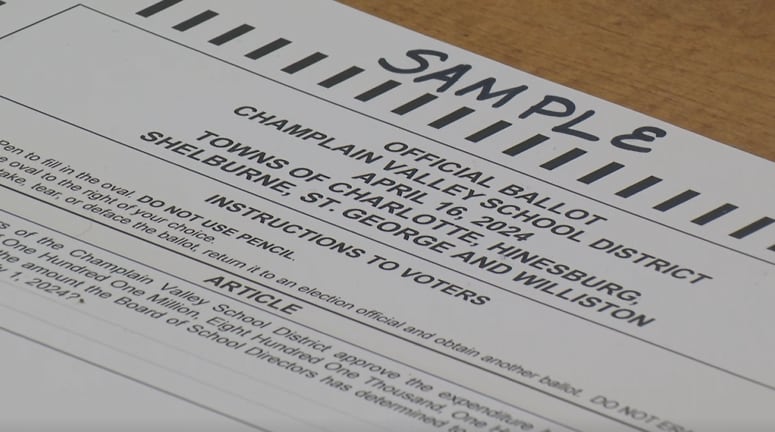 SAMPLE
OFFICIAL BALLOT
CHAMPLAIN VALLEY SCHOOL DISTRICT
APRIL 16, 2024
TOWNS OF CHARLOTTE, HINESBURG,
SHELBURNE, ST. GEORGE AND WILLISTON
INSTRUCTIONS TO VOTERS
Pen to fill in the oval. DO NOT USE PENCIL.
oval to the right of your choice.
tear, or deface the ballot, return it to an election official and obtain another ballot. DO NOT
ARTICLE
of the Champlain Valley School District approve the expenditure
One Hundred One Million, Eight Hundred One Thousand, One
the amount the Board of School Directors has determined
1, 2024?